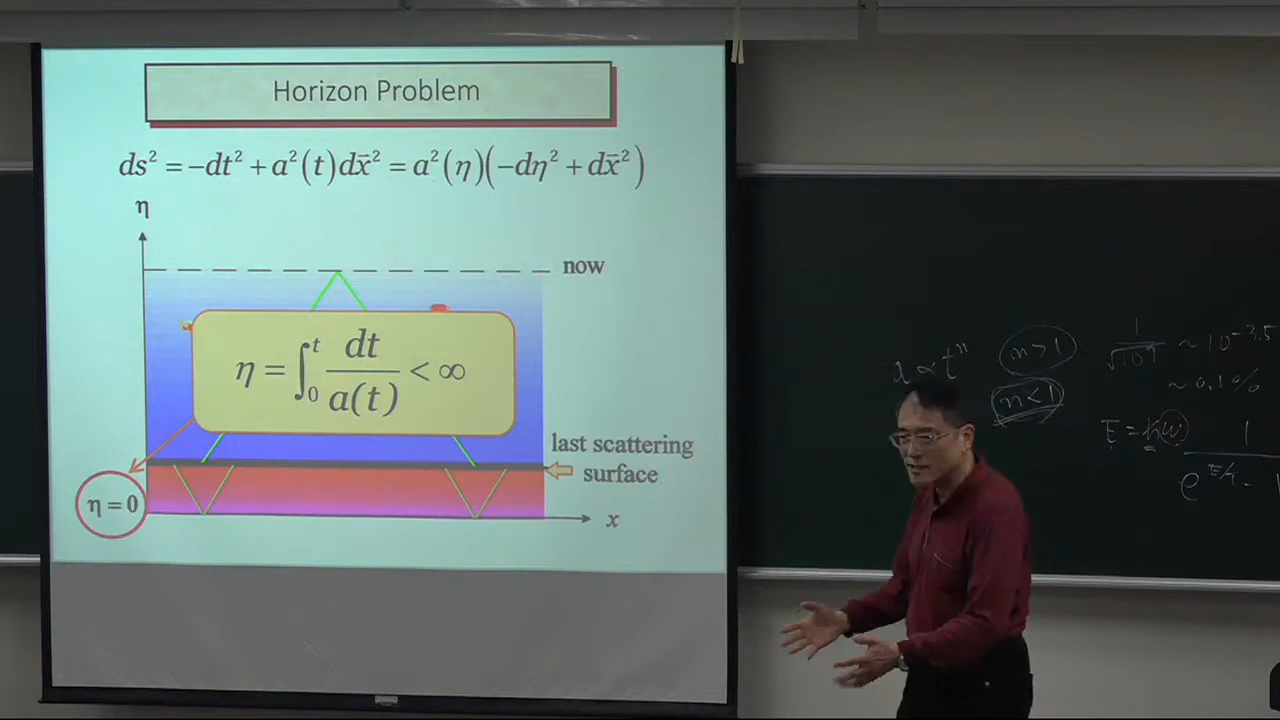 Horizon Problem
ds² = −dt² + a²(t)dx̄² = a²(η)(−dη² + dx̄²)
η
now
η = ∫₀ᵗ dt / a(t) < ∞
last scattering
surface
η = 0
x
a ∝ tⁿ
n > 1
n < 1
~ 10^-3.5
~ 0.1%
E = ħω
1
e^E/T - 1